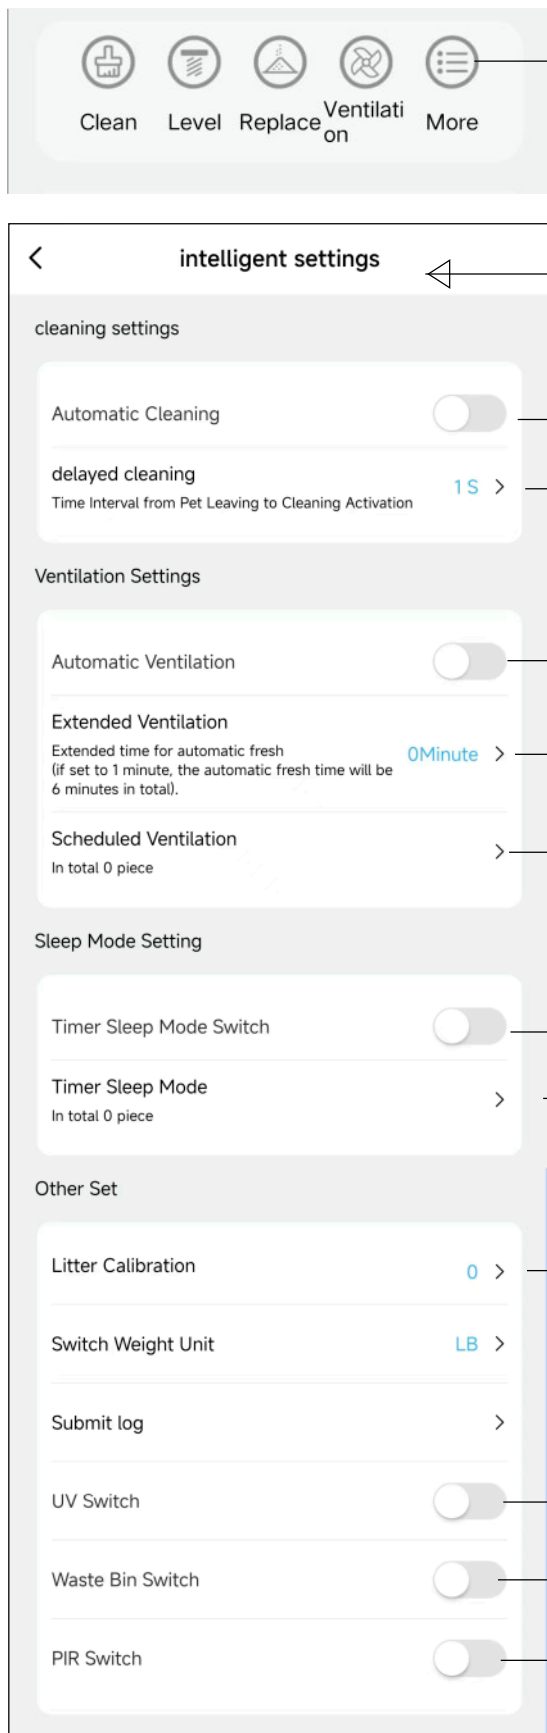 Clean Level Replace Ventilati
on More
intelligent settings
cleaning settings
Automatic Cleaning
delayed cleaning
1 S
Time Interval from Pet Leaving to Cleaning Activation
Ventilation Settings
Automatic Ventilation
Extended Ventilation
Extended time for automatic fresh
0Minute
(if set to 1 minute, the automatic fresh time will be
6 minutes in total).
Scheduled Ventilation
In total 0 piece
Sleep Mode Setting
Timer Sleep Mode Switch
Timer Sleep Mode
In total 0 piece
Other Set
Litter Calibration 0
Switch Weight Unit LB
Submit log
UV Switch
Waste Bin Switch
PIR Switch